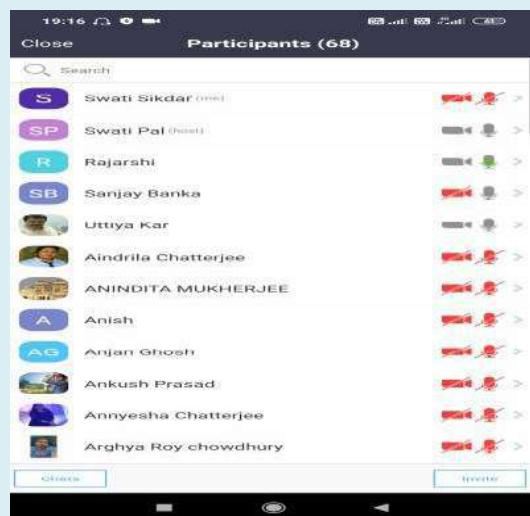 19:16
Close Participants (68)
Search
S Swati Sikdar (me)
SP Swati Pal (host)
R Rajarshi
SB Sanjay Banka
Uttiya Kar
Aindrila Chatterjee
ANINDITA MUKHERJEE
A Anish
AG Anjan Ghosh
Ankush Prasad
Annyesha Chatterjee
Arghya Roy chowdhury
Chats Invite